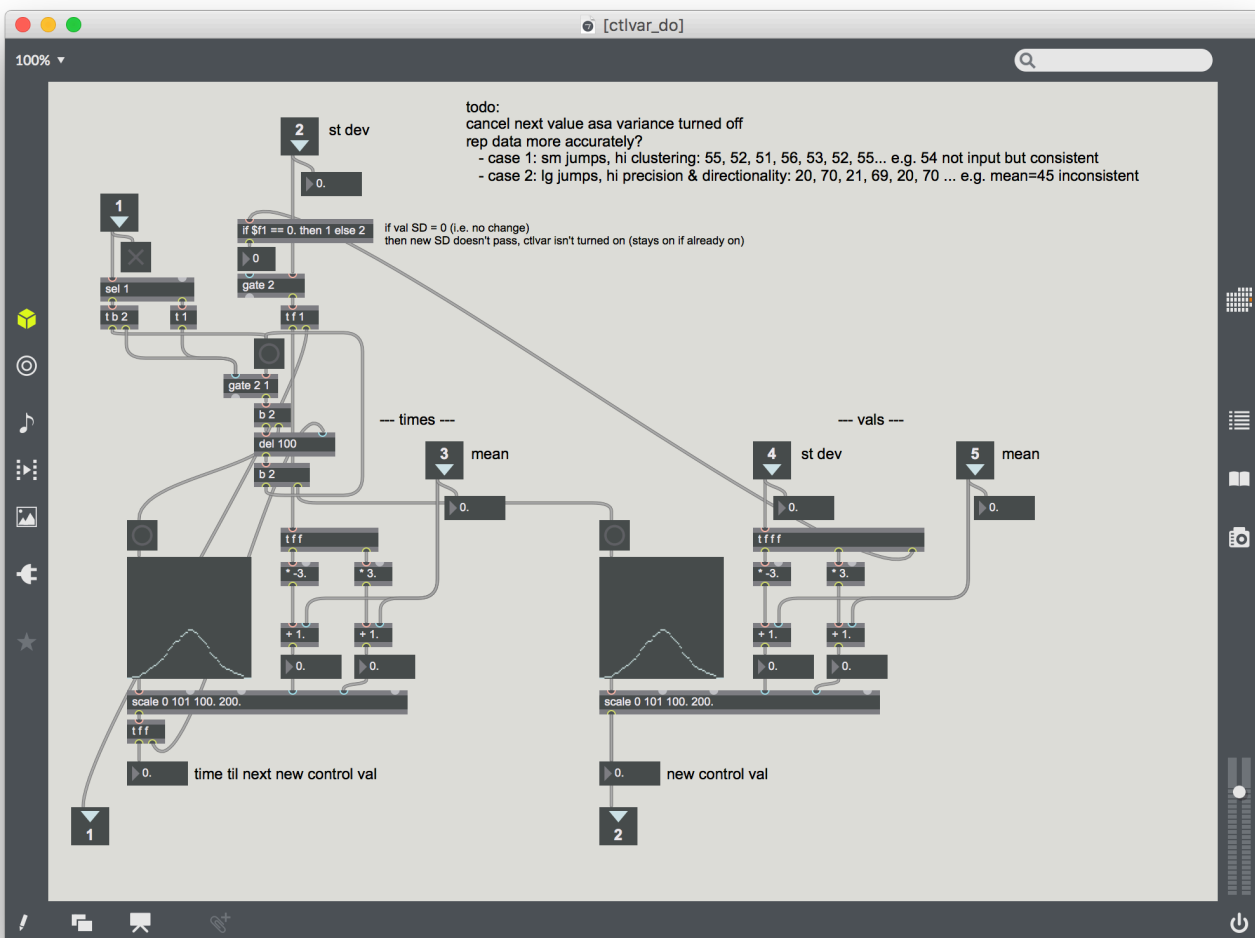 [ctlvar_do]
100% ▼
todo:
cancel next value asa variance turned off
rep data more accurately?
- case 1: sm jumps, hi clustering: 55, 52, 51, 56, 53, 52, 55... e.g. 54 not input but consistent
- case 2: lg jumps, hi precision & directionality: 20, 70, 21, 69, 20, 70 ... e.g. mean=45 inconsistent
2 st dev
0.
1
if $f1 == 0. then 1 else 2
if val SD = 0 (i.e. no change)
then new SD doesn't pass, ctlvar isn't turned on (stays on if already on)
0
sel 1
gate 2
t b 2
t 1
t f 1
gate 2 1
b 2
--- times ---
--- vals ---
del 100
3 mean
4 st dev
5 mean
b 2
0.
0.
0.
t f f
t f f f
* -3.
* 3.
* -3.
* 3.
+ 1.
+ 1.
+ 1.
+ 1.
0.
0.
0.
0.
scale 0 101 100. 200.
scale 0 101 100. 200.
t f f
0.
time til next new control val
0.
new control val
1
2